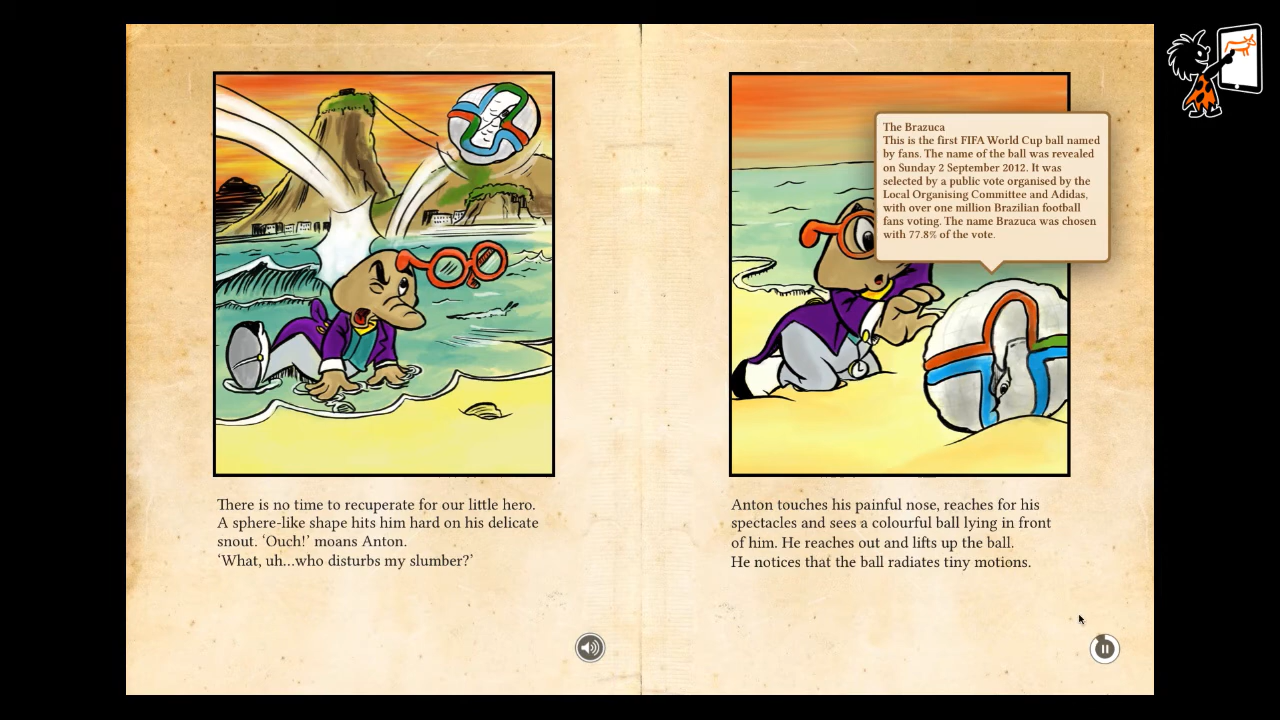 There is no time to recuperate for our little hero.
A sphere-like shape hits him hard on his delicate
snout. ‘Ouch!’ moans Anton.
‘What, uh...who disturbs my slumber?’
The Brazuca
This is the first FIFA World Cup ball named
by fans. The name of the ball was revealed
on Sunday 2 September 2012. It was
selected by a public vote organised by the
Local Organising Committee and Adidas,
with over one million Brazilian football
fans voting. The name Brazuca was chosen
with 77.8% of the vote.
Anton touches his painful nose, reaches for his
spectacles and sees a colourful ball lying in front
of him. He reaches out and lifts up the ball.
He notices that the ball radiates tiny motions.